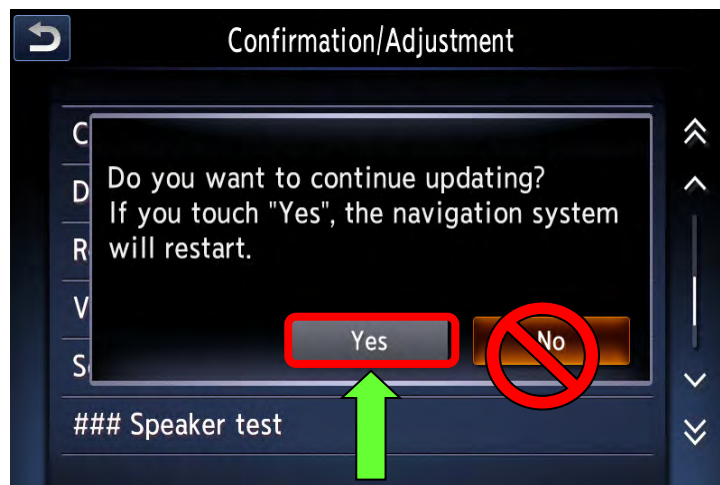 Confirmation/Adjustment
C
Do you want to continue updating?
D
If you touch "Yes", the navigation system
R
will restart.
V
Yes
No
S
### Speaker test